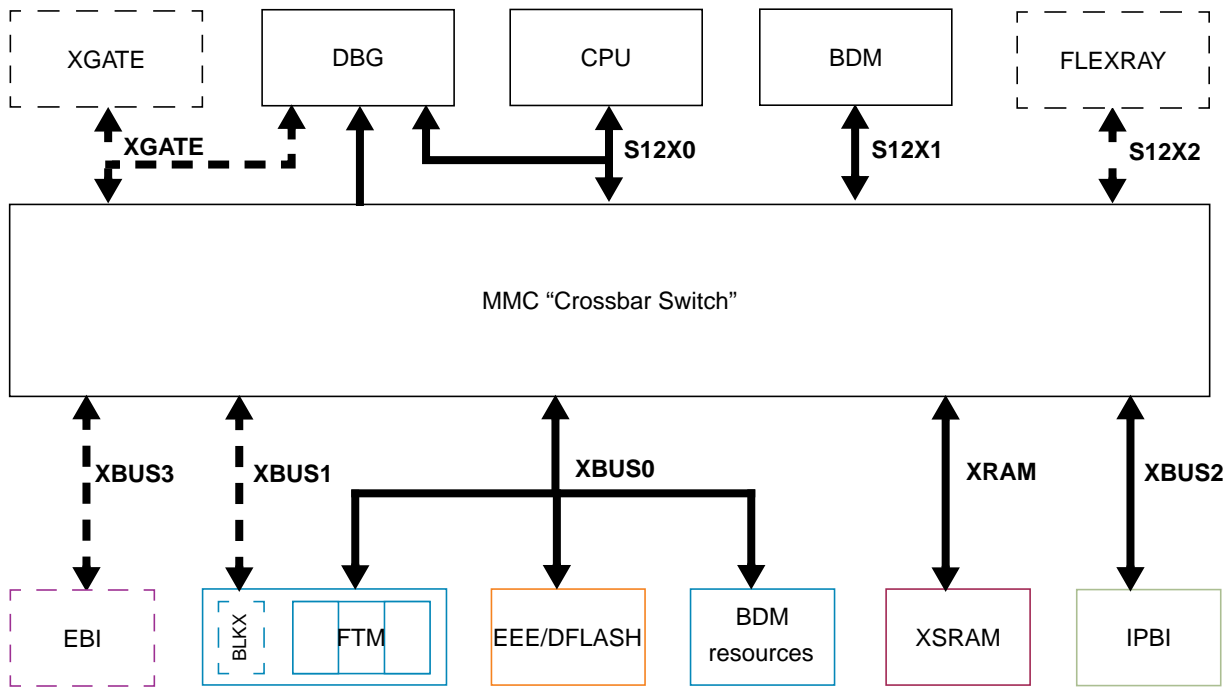 XGATE
DBG
CPU
BDM
FLEXRAY
XGATE
S12X0
S12X1
S12X2
MMC “Crossbar Switch”
XBUS3
XBUS1
XBUS0
XRAM
XBUS2
EBI
BLKX
FTM
EEE/DFLASH
BDM
resources
XSRAM
IPBI